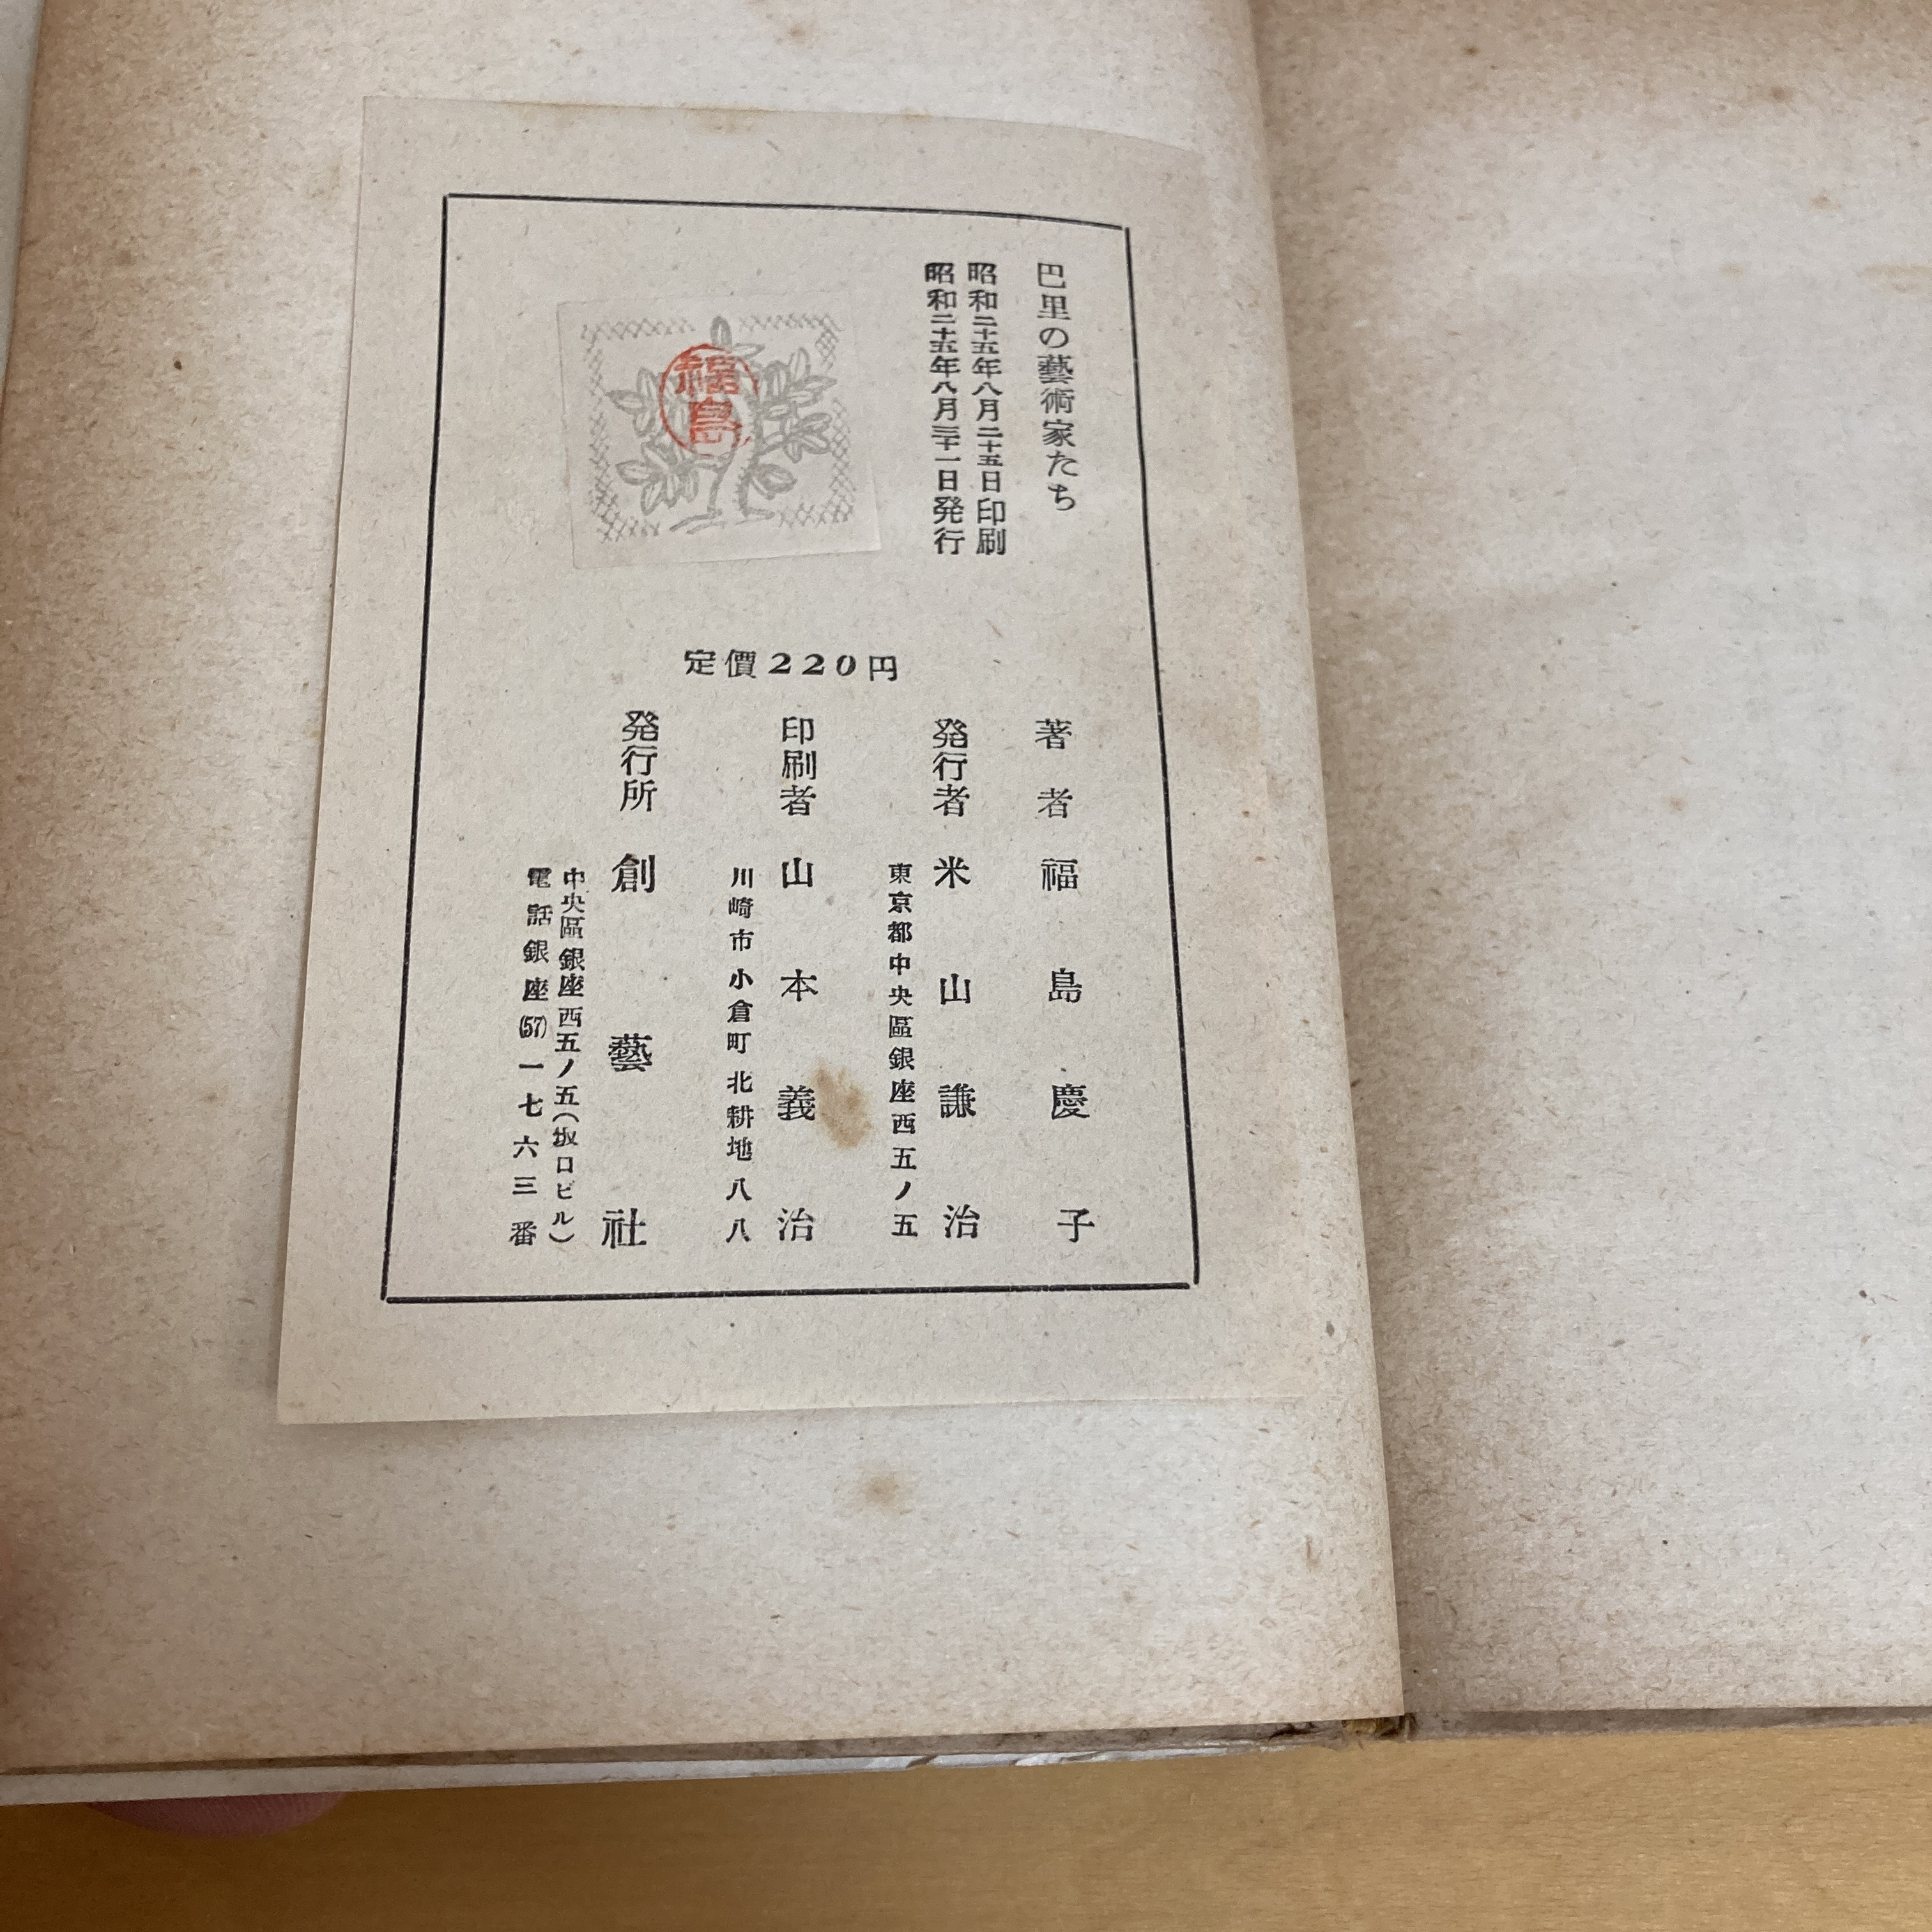 巴里の藝術家たち
昭和二十五年八月二十五日印刷
昭和二十五年八月三十一日発行
福島
定價220円
著者 福島慶子
発行者 米山謙治
東京都中央區銀座西五ノ五
印刷者 山本義治
川崎市小倉町北耕地八八
発行所 創藝社
中央區銀座西五ノ五(坂口ビル)
電話銀座(57)一七六三番